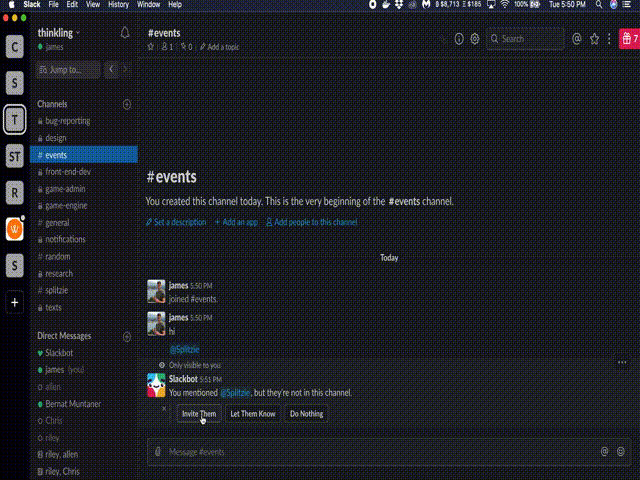 Slack File Edit View History Window Help
฿ $8,713 Ξ $185 100% Tue 5:50 PM
thinkling
james
#events
1 0 Add a topic
Search
7
C
S
T
ST
R
W
S
+
Jump to...
Channels
bug-reporting
design
# events
front-end-dev
game-admin
game-engine
# general
notifications
# random
research
# splitzie
texts
Direct Messages
Slackbot
james (you)
allen
Bernat Muntaner
Chris
riley
riley, allen
riley, Chris
#events
You created this channel today. This is the very beginning of the #events channel.
Set a description + Add an app Add people to this channel
Today
james 5:50 PM
joined #events.
james 5:50 PM
hi
@Splitzie
Only visible to you
Slackbot 5:51 PM
You mentioned @Splitzie, but they're not in this channel.
Invite Them Let Them Know Do Nothing
Message #events